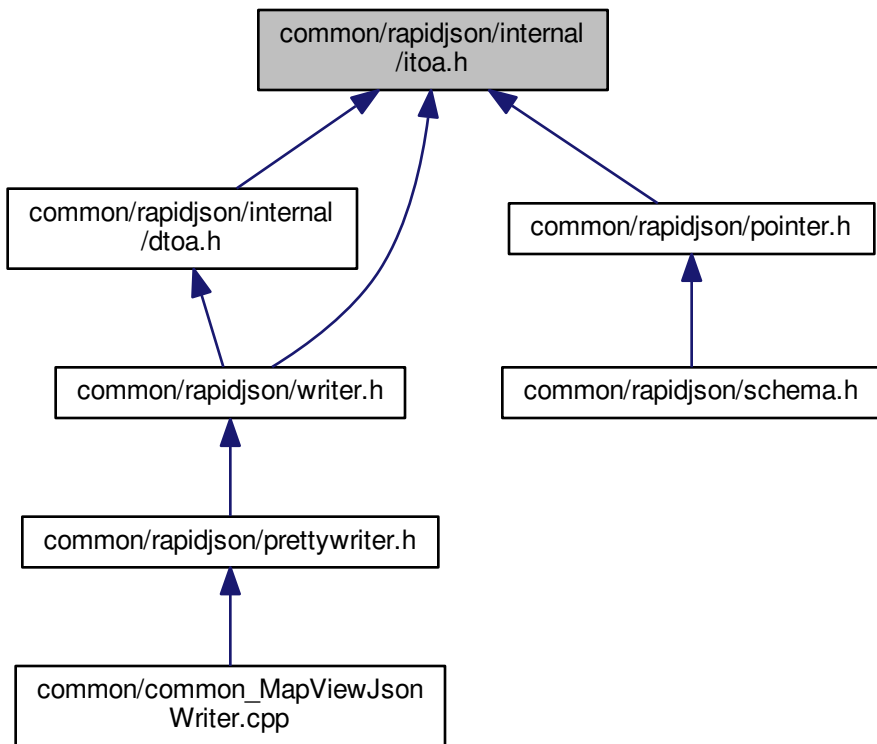 common/rapidjson/internal
/itoa.h
common/rapidjson/internal
/dtoa.h
common/rapidjson/pointer.h
common/rapidjson/writer.h
common/rapidjson/schema.h
common/rapidjson/prettywriter.h
common/common_MapViewJson
Writer.cpp